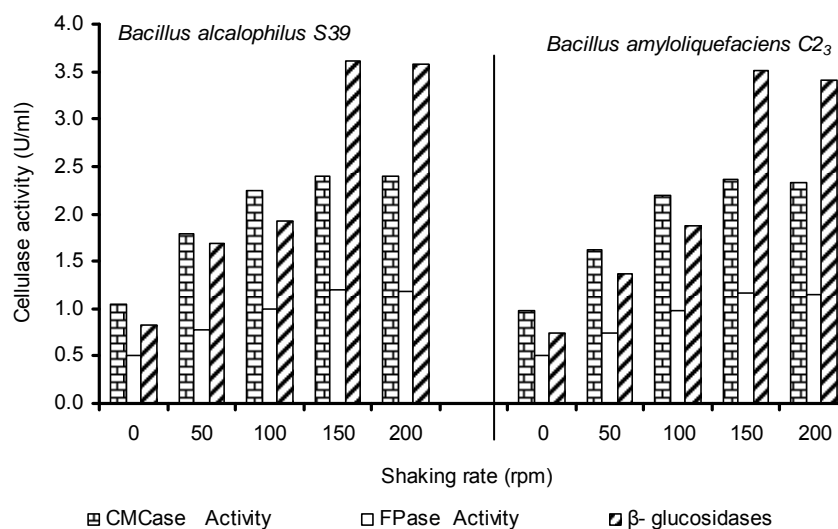 Bacillus alcalophilus S39
Bacillus amyloliquefaciens C2₃
Cellulase activity (U/ml)
4.0
3.5
3.0
2.5
2.0
1.5
1.0
0.5
0.0
0 50 100 150 200 0 50 100 150 200
Shaking rate (rpm)
CMCase Activity FPase Activity β- glucosidases